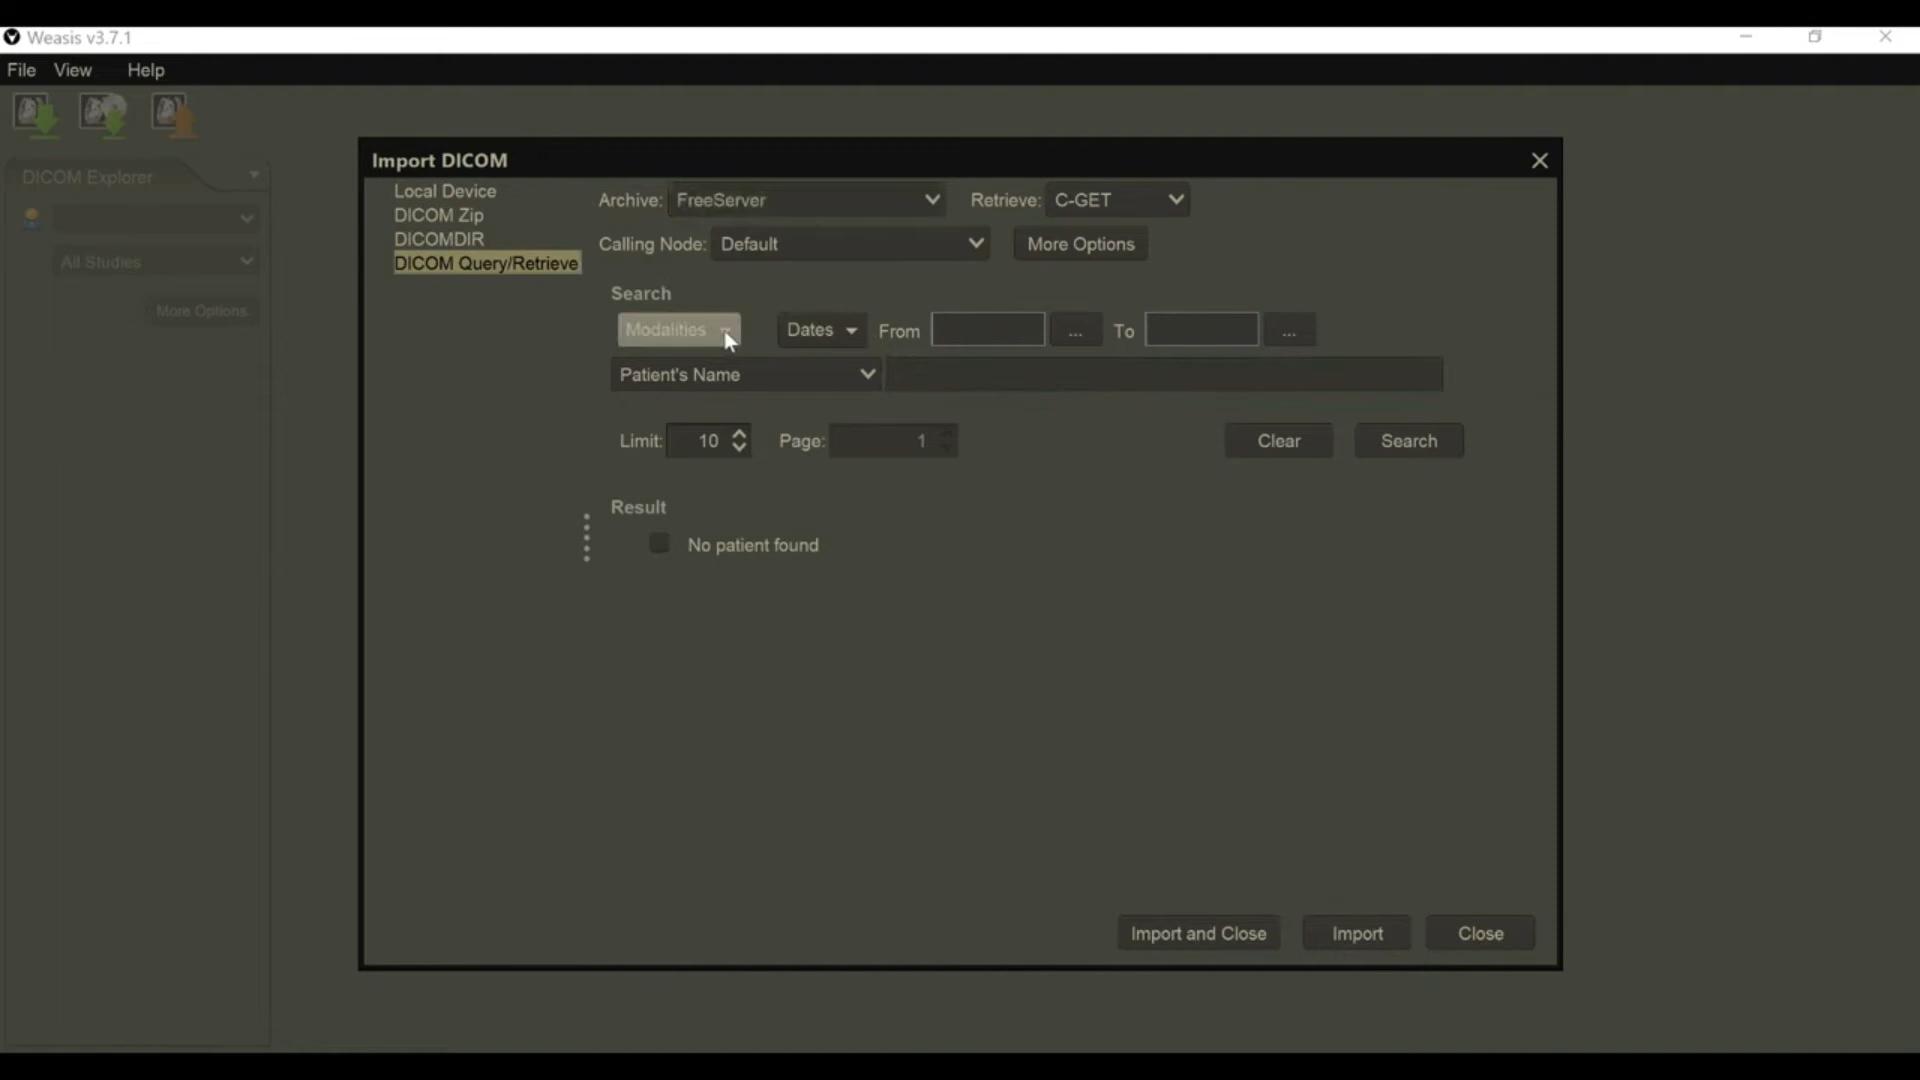 Weasis v3.7.1
File View Help
DICOM Explorer
All Studies
More Options
Import DICOM
Local Device
DICOM Zip
DICOMDIR
DICOM Query/Retrieve
Archive: FreeServer Retrieve: C-GET
Calling Node: Default More Options
Search
Modalities Dates From ... To ...
Patient's Name
Limit: 10 Page: 1 Clear Search
Result
No patient found
Import and Close Import Close